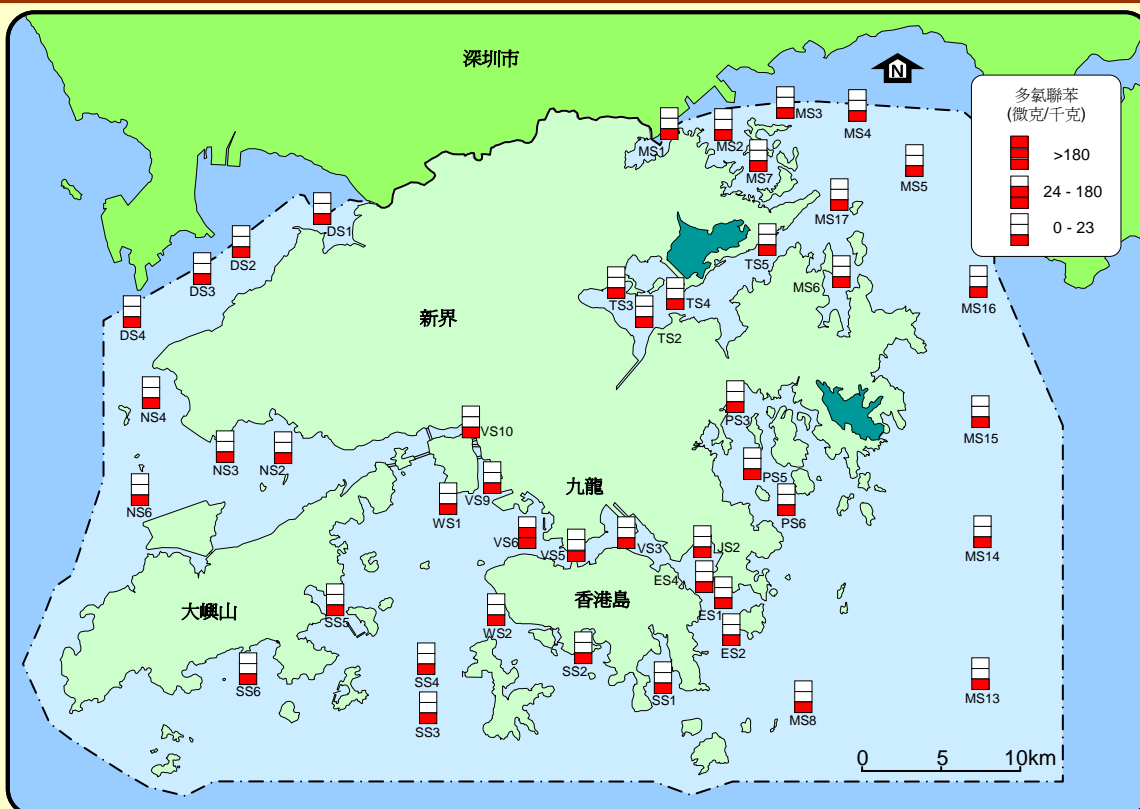 深圳市
N
多氯聯苯
(微克/千克)
>180
24 - 180
0 - 23
MS3
MS4
MS1
MS2
MS7
MS5
MS17
DS1
DS2
DS3
DS4
TS5
TS3
TS4
TS2
MS6
MS16
新界
NS4
NS3
NS2
NS6
VS10
VS9
WS1
PS3
PS5
PS6
MS15
九龍
VS6
VS5
VS3
JS2
MS14
ES4
ES1
ES2
大嶼山
香港島
SS5
WS2
SS6
SS4
SS2
SS1
SS3
MS8
MS13
0 5 10km